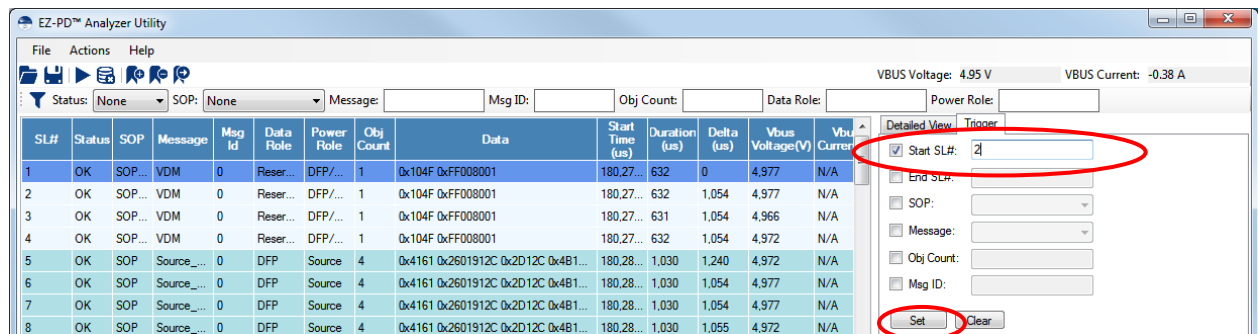 EZ-PD™ Analyzer Utility
File Actions Help
VBUS Voltage: 4.95 V VBUS Current: -0.38 A
Status: None SOP: None Message: Msg ID: Obj Count: Data Role: Power Role:
SL# Status SOP Message Msg Id Data Role Power Role Obj Count Data Start Time (us) Duration (us) Delta (us) Vbus Voltage(V) Vbu Curren
1 OK SOP... VDM 0 Reser... DFP/... 1 0x104F 0xFF008001 180,27... 632 0 4,977 N/A
2 OK SOP... VDM 0 Reser... DFP/... 1 0x104F 0xFF008001 180,27... 632 1,054 4,977 N/A
3 OK SOP... VDM 0 Reser... DFP/... 1 0x104F 0xFF008001 180,27... 631 1,054 4,966 N/A
4 OK SOP... VDM 0 Reser... DFP/... 1 0x104F 0xFF008001 180,27... 632 1,054 4,972 N/A
5 OK SOP Source_... 0 DFP Source 4 0x4161 0x2601912C 0x2D12C 0x4B1... 180,28... 1,030 1,240 4,972 N/A
6 OK SOP Source_... 0 DFP Source 4 0x4161 0x2601912C 0x2D12C 0x4B1... 180,28... 1,030 1,054 4,977 N/A
7 OK SOP Source_... 0 DFP Source 4 0x4161 0x2601912C 0x2D12C 0x4B1... 180,28... 1,030 1,054 4,977 N/A
8 OK SOP Source_... 0 DFP Source 4 0x4161 0x2601912C 0x2D12C 0x4B1... 180,28... 1,030 1,055 4,972 N/A
Detailed View Trigger
Start SL#: 2
End SL#:
SOP:
Message:
Obj Count:
Msg ID:
Set Clear